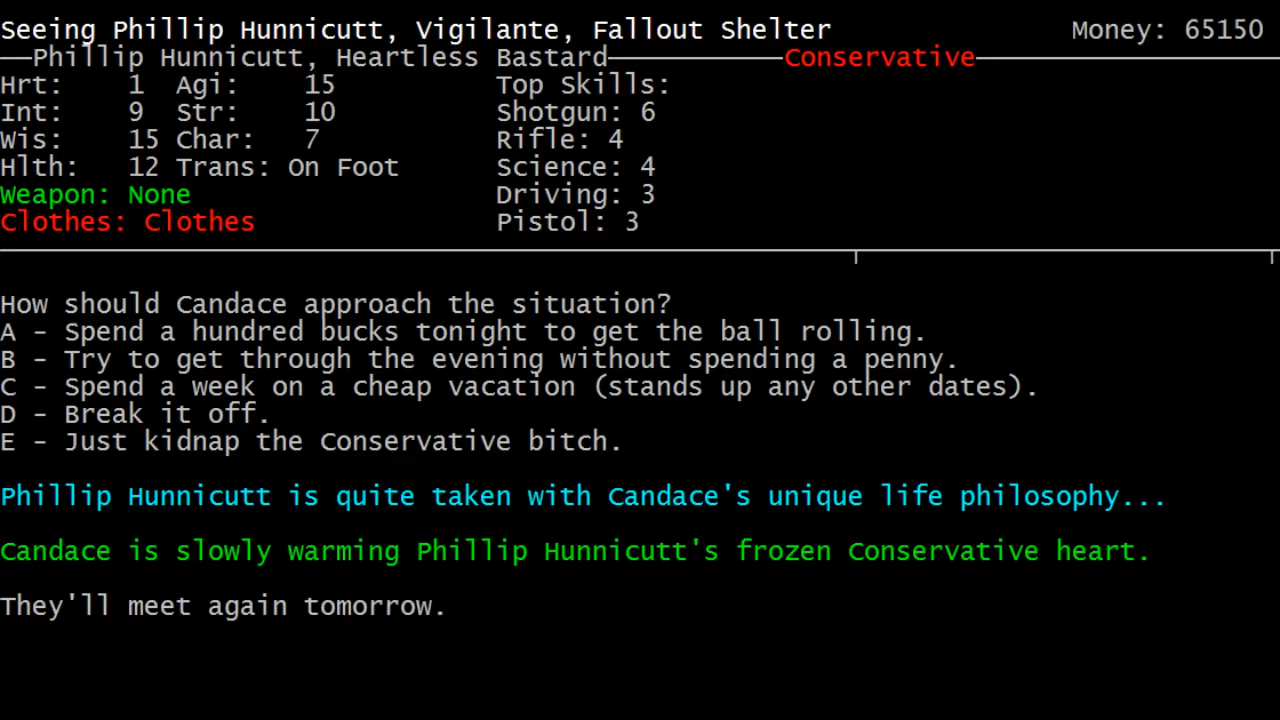 Seeing Phillip Hunnicutt, Vigilante, Fallout Shelter Money: 65150
Phillip Hunnicutt, Heartless Bastard Conservative
Hrt: 1 Agi: 15 Top Skills:
Int: 9 Str: 10 Shotgun: 6
Wis: 15 Char: 7 Rifle: 4
Hlth: 12 Trans: On Foot Science: 4
Weapon: None Driving: 3
Clothes: Clothes Pistol: 3
How should Candace approach the situation?
A - Spend a hundred bucks tonight to get the ball rolling.
B - Try to get through the evening without spending a penny.
C - Spend a week on a cheap vacation (stands up any other dates).
D - Break it off.
E - Just kidnap the Conservative bitch.
Phillip Hunnicutt is quite taken with Candace's unique life philosophy...
Candace is slowly warming Phillip Hunnicutt's frozen Conservative heart.
They'll meet again tomorrow.